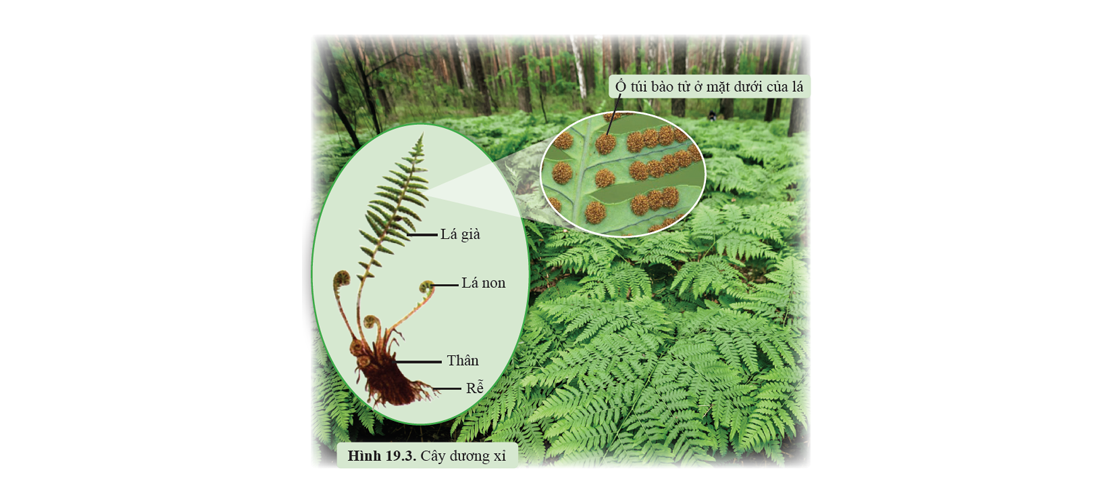 Ổ túi bào tử ở mặt dưới của lá
Lá già
Lá non
Thân
Rễ
Hình 19.3. Cây dương xỉ